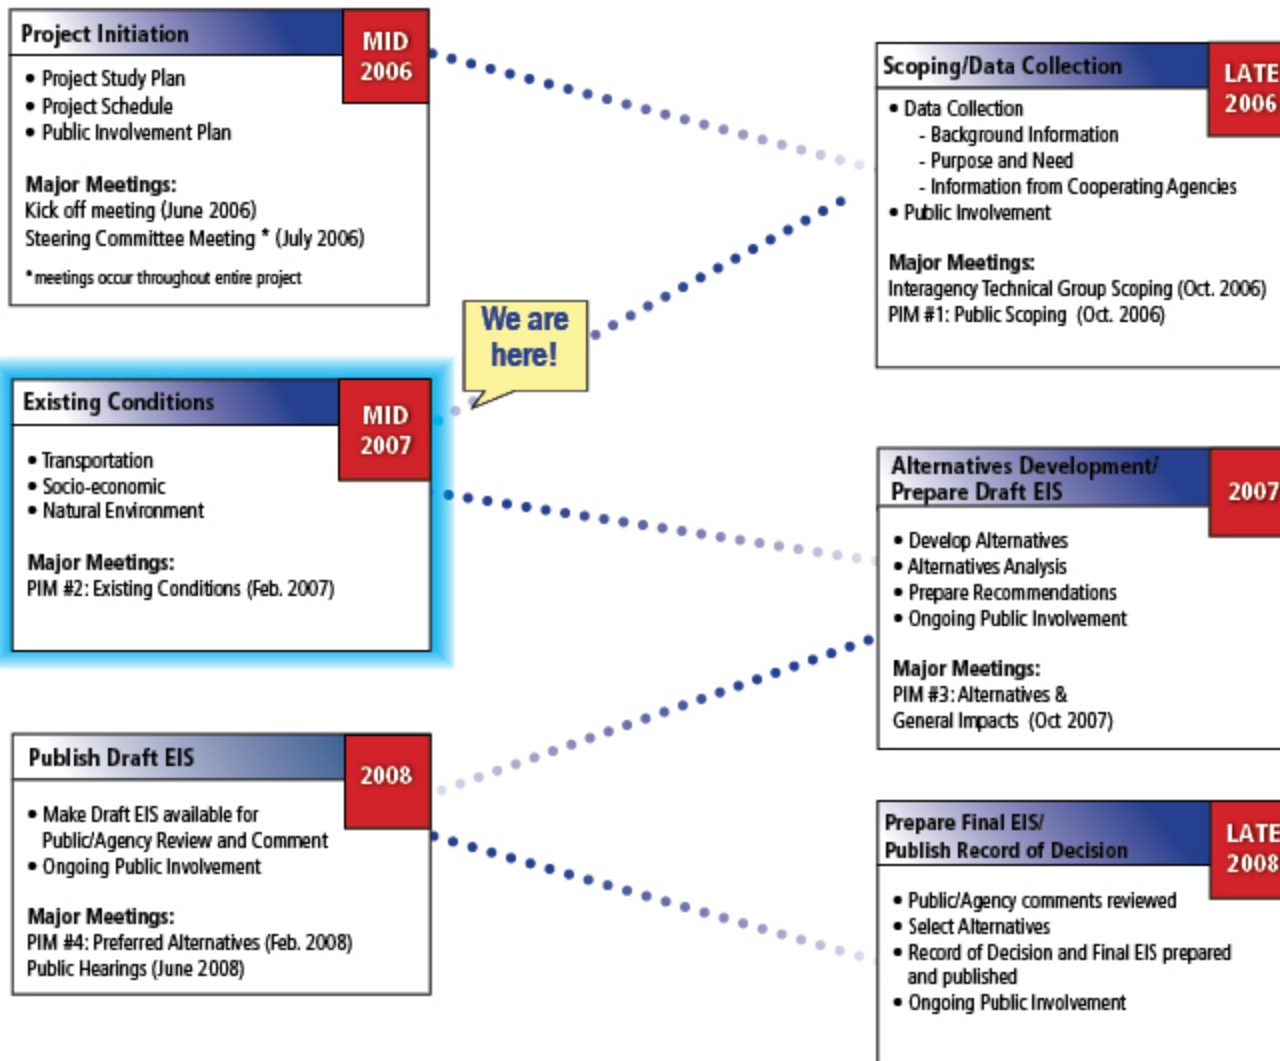 Project Initiation
MID
2006
• Project Study Plan
• Project Schedule
• Public Involvement Plan
Major Meetings:
Kick off meeting (June 2006)
Steering Committee Meeting * (July 2006)
*meetings occur throughout entire project
Scoping/Data Collection
LATE
2006
• Data Collection
- Background Information
- Purpose and Need
- Information from Cooperating Agencies
• Public Involvement
Major Meetings:
Interagency Technical Group Scoping (Oct. 2006)
PIM #1: Public Scoping (Oct. 2006)
We are
here!
Existing Conditions
MID
2007
• Transportation
• Socio-economic
• Natural Environment
Major Meetings:
PIM #2: Existing Conditions (Feb. 2007)
Alternatives Development/
Prepare Draft EIS
2007
• Develop Alternatives
• Alternatives Analysis
• Prepare Recommendations
• Ongoing Public Involvement
Major Meetings:
PIM #3: Alternatives &
General Impacts (Oct 2007)
Publish Draft EIS
2008
• Make Draft EIS available for
Public/Agency Review and Comment
• Ongoing Public Involvement
Major Meetings:
PIM #4: Preferred Alternatives (Feb. 2008)
Public Hearings (June 2008)
Prepare Final EIS/
Publish Record of Decision
LATE
2008
• Public/Agency comments reviewed
• Select Alternatives
• Record of Decision and Final EIS prepared
and published
• Ongoing Public Involvement